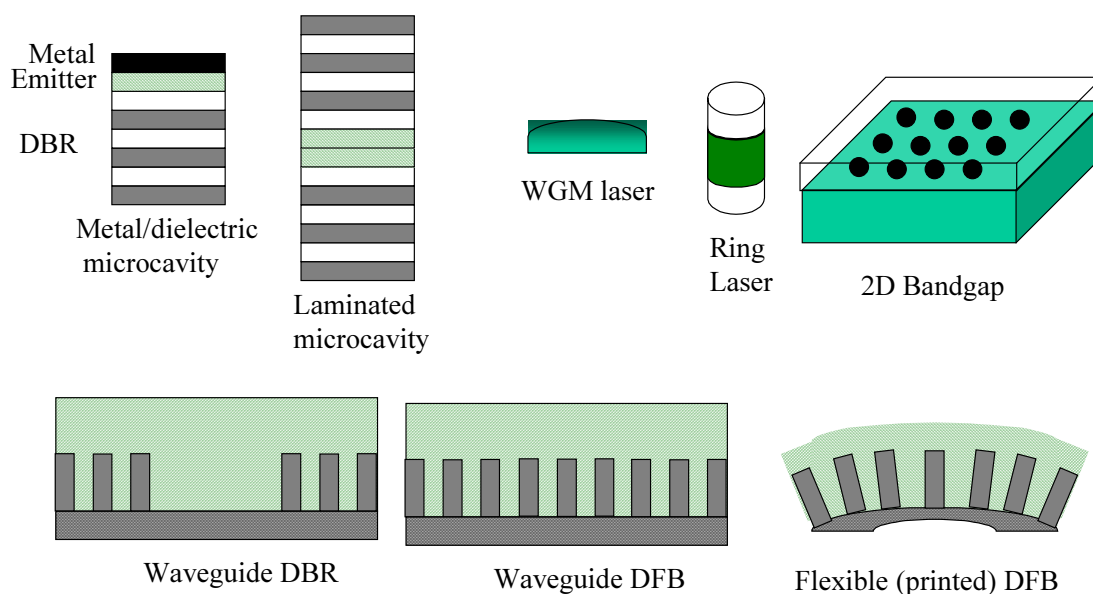 Metal
Emitter
DBR
Metal/dielectric
microcavity
Laminated
microcavity
WGM laser
Ring
Laser
2D Bandgap
Waveguide DBR
Waveguide DFB
Flexible (printed) DFB